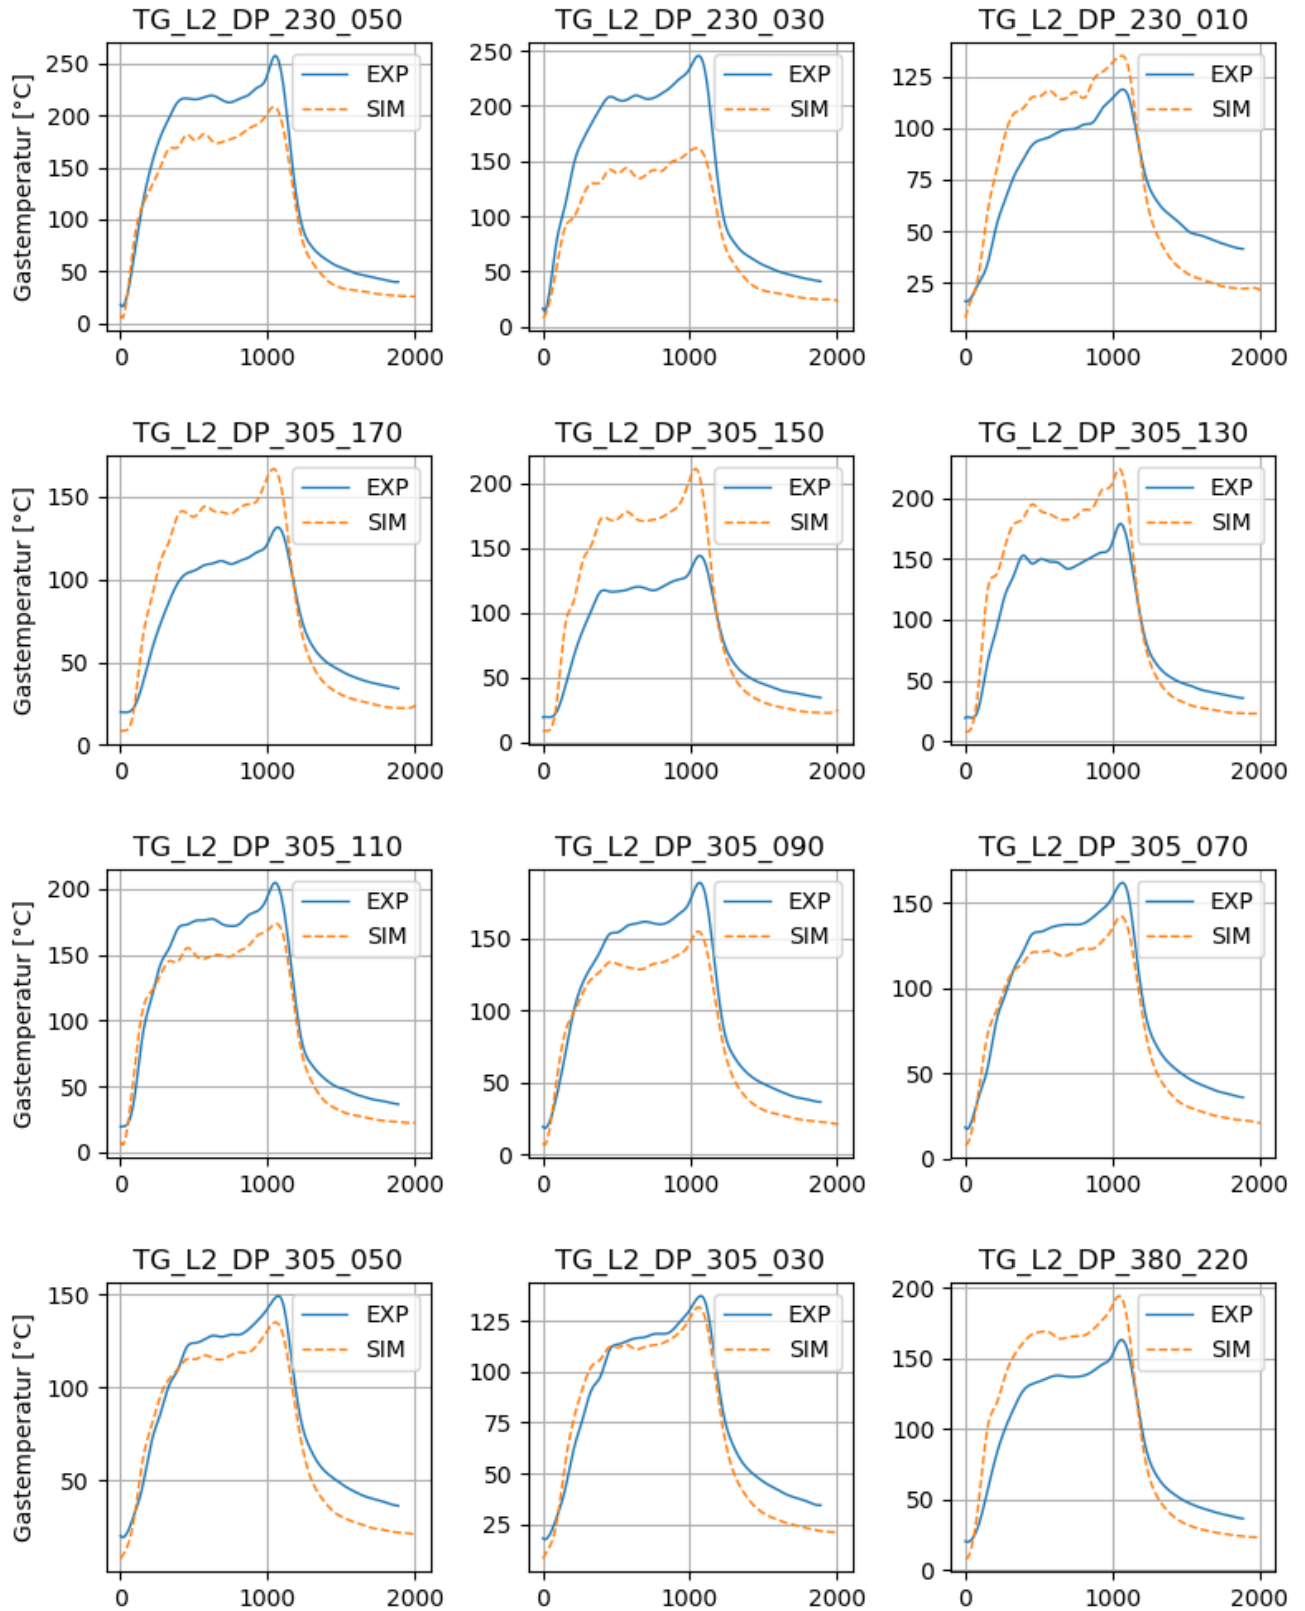 TG_L2_DP_230_050 TG_L2_DP_230_030 TG_L2_DP_230_010
Gastemperatur [°C]
250
200
150
100
50
0
0 1000 2000
EXP
SIM
250
200
150
100
50
0
0 1000 2000
EXP
SIM
125
100
75
50
25
0 1000 2000
EXP
SIM
TG_L2_DP_305_170 TG_L2_DP_305_150 TG_L2_DP_305_130
Gastemperatur [°C]
150
100
50
0
0 1000 2000
EXP
SIM
200
150
100
50
0
0 1000 2000
EXP
SIM
200
150
100
50
0
0 1000 2000
EXP
SIM
TG_L2_DP_305_110 TG_L2_DP_305_090 TG_L2_DP_305_070
Gastemperatur [°C]
200
150
100
50
0
0 1000 2000
EXP
SIM
150
100
50
0
0 1000 2000
EXP
SIM
150
100
50
0
0 1000 2000
EXP
SIM
TG_L2_DP_305_050 TG_L2_DP_305_030 TG_L2_DP_380_220
Gastemperatur [°C]
150
100
50
0 1000 2000
EXP
SIM
125
100
75
50
25
0 1000 2000
EXP
SIM
200
150
100
50
0
0 1000 2000
EXP
SIM